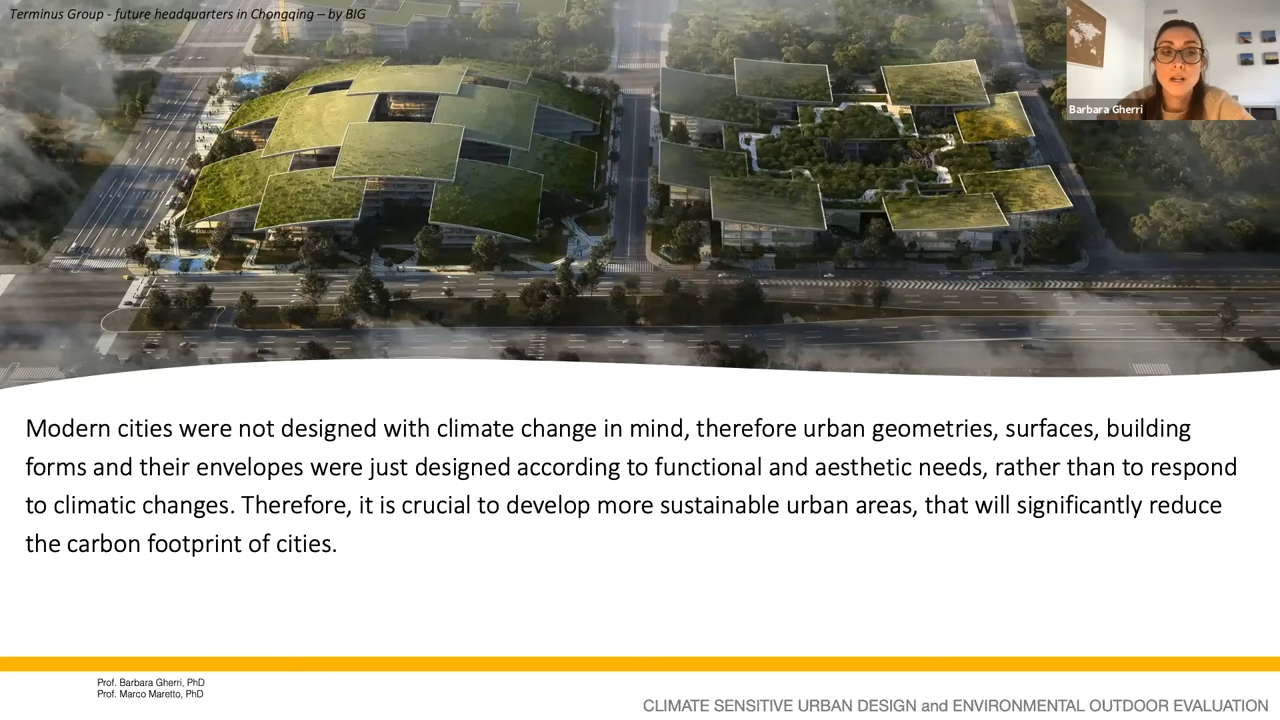 Terminus Group - future headquarters in Chongqing – by BIG
Barbara Gherri
Modern cities were not designed with climate change in mind, therefore urban geometries, surfaces, building
forms and their envelopes were just designed according to functional and aesthetic needs, rather than to respond
to climatic changes. Therefore, it is crucial to develop more sustainable urban areas, that will significantly reduce
the carbon footprint of cities.
Prof. Barbara Gherri, PhD
Prof. Marco Maretto, PhD
CLIMATE SENSITIVE URBAN DESIGN and ENVIRONMENTAL OUTDOOR EVALUATION